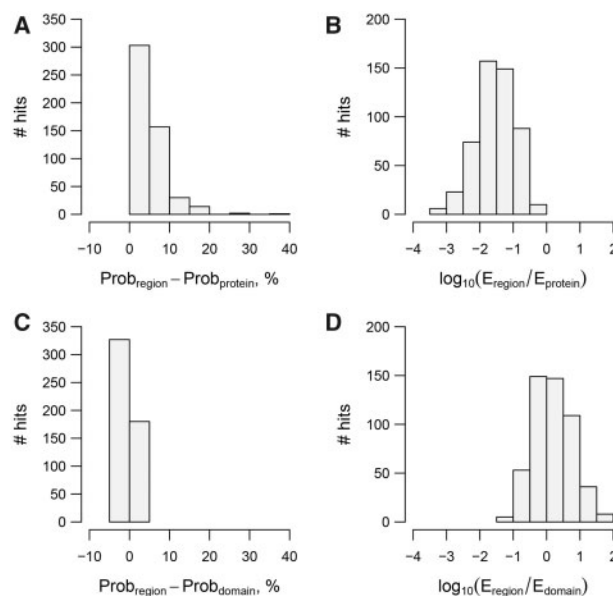 A
350
300
250
200
150
100
50
0
# hits
−10 0 10 20 30 40
Prob_region − Prob_protein, %
B
200
150
100
50
0
# hits
−4 −3 −2 −1 0 1 2
log10(E_region/E_protein)
C
350
300
250
200
150
100
50
0
# hits
−10 0 10 20 30 40
Prob_region − Prob_domain, %
D
200
150
100
50
0
# hits
−4 −3 −2 −1 0 1 2
log10(E_region/E_domain)